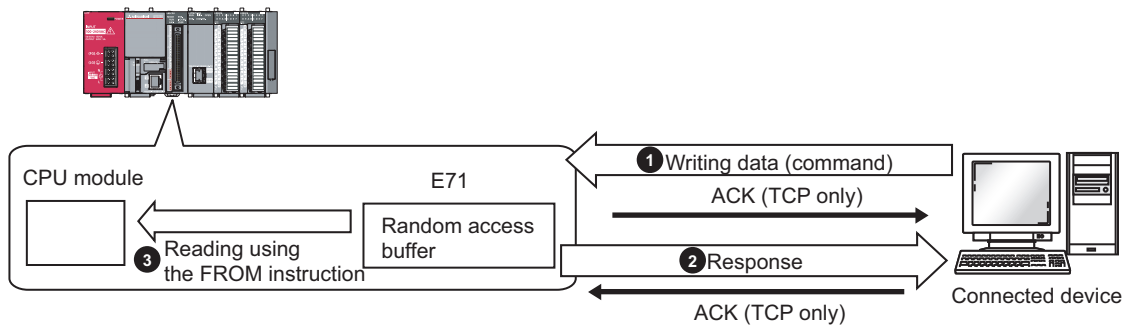 1 Writing data (command)
ACK (TCP only)
CPU module
E71
Random access
buffer
3 Reading using
the FROM instruction
2 Response
ACK (TCP only)
Connected device